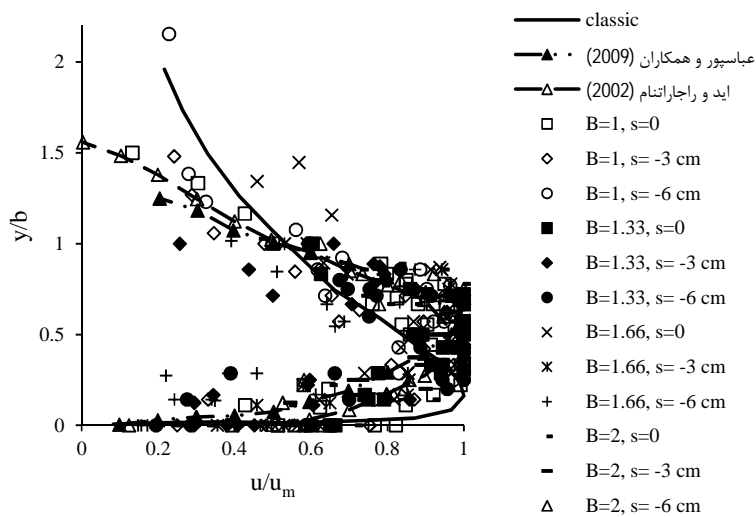 y/b
2
1.5
1
0.5
0
0
0.2
0.4
0.6
0.8
1
u/um
classic
عباسپور و همکاران (2009)
اید و راجاراتنام (2002)
B=1, s=0
B=1, s= -3 cm
B=1, s= -6 cm
B=1.33, s=0
B=1.33, s= -3 cm
B=1.33, s= -6 cm
B=1.66, s=0
B=1.66, s= -3 cm
B=1.66, s= -6 cm
B=2, s=0
B=2, s= -3 cm
B=2, s= -6 cm